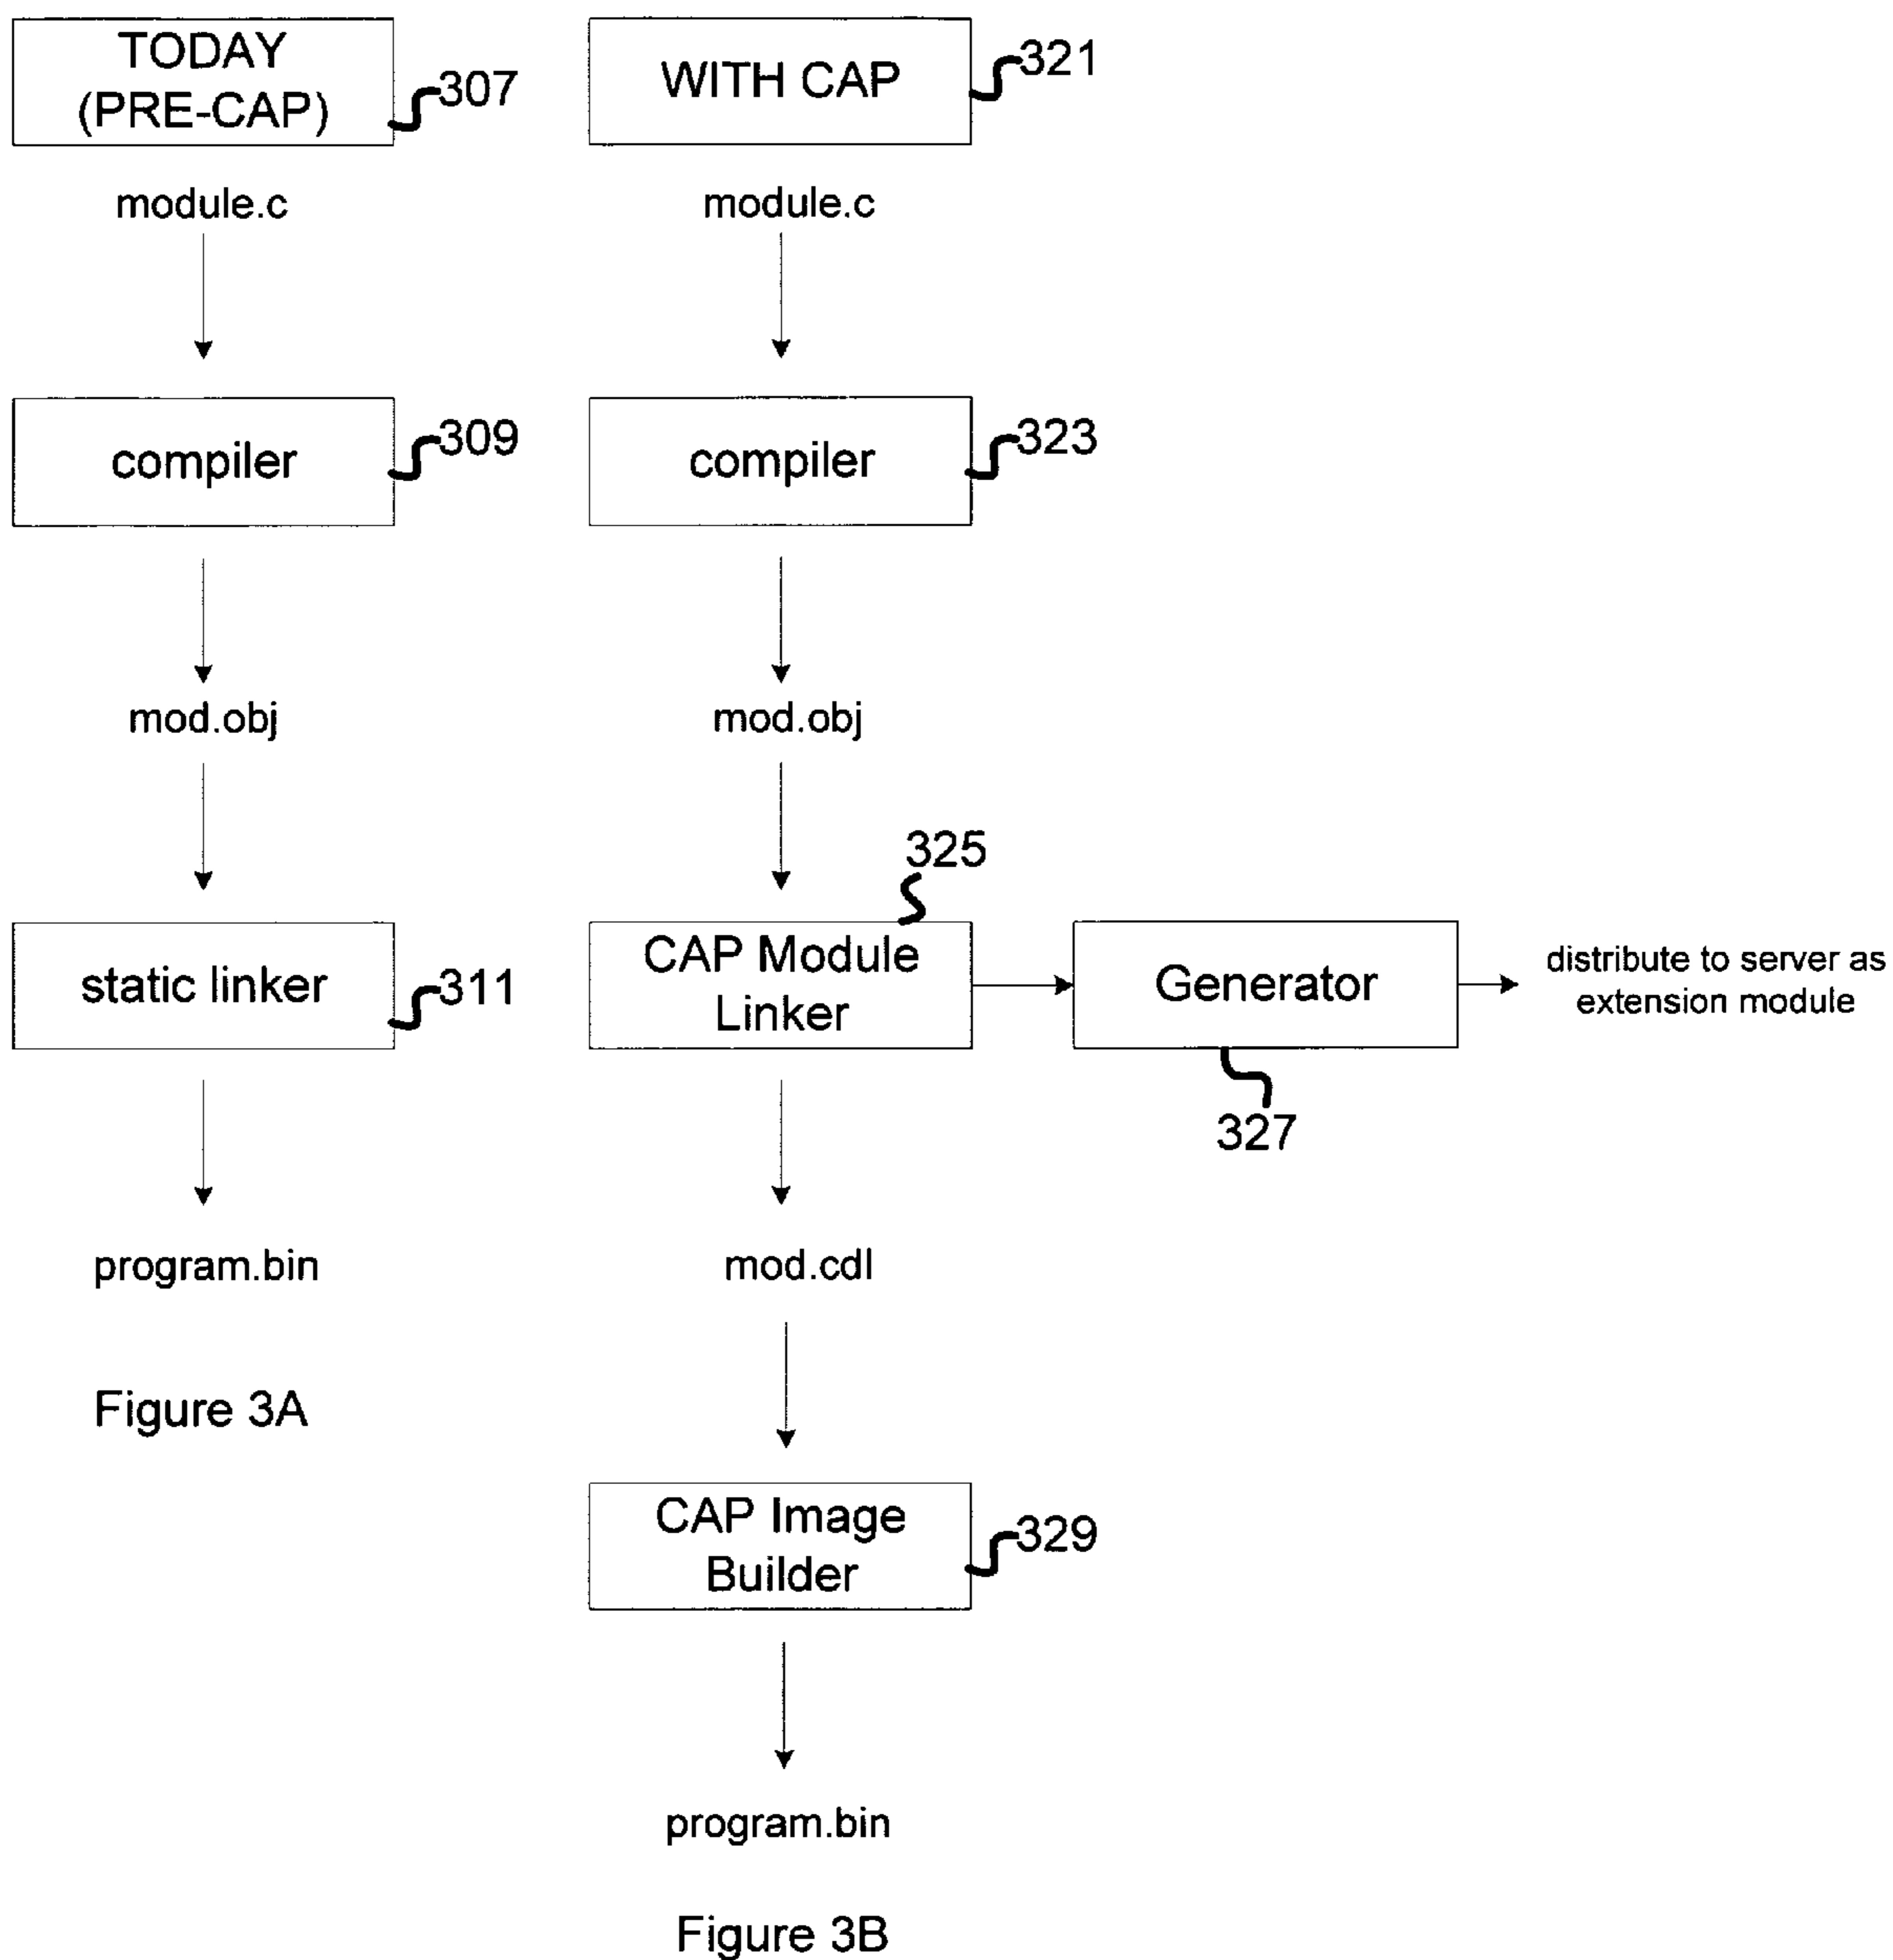 TODAY
(PRE-CAP)
307
module.c
compiler
309
mod.obj
static linker
311
program.bin
Figure 3A
WITH CAP
321
module.c
compiler
323
mod.obj
325
CAP Module
Linker
Generator
327
distribute to server as
extension module
mod.cdl
CAP Image
Builder
329
program.bin
Figure 3B